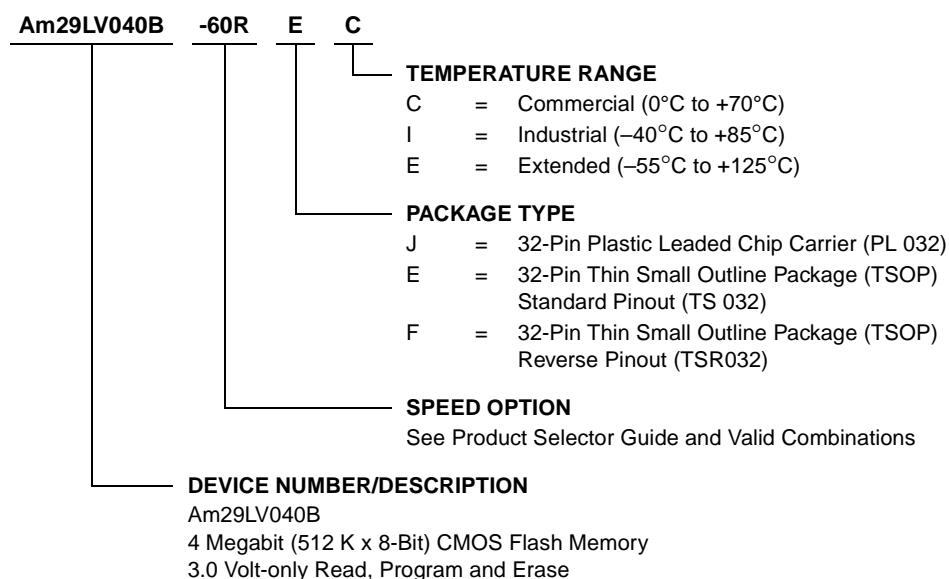 Am29LV040B -60R E C
TEMPERATURE RANGE
C = Commercial (0°C to +70°C)
I = Industrial (–40°C to +85°C)
E = Extended (–55°C to +125°C)
PACKAGE TYPE
J = 32-Pin Plastic Leaded Chip Carrier (PL 032)
E = 32-Pin Thin Small Outline Package (TSOP)
Standard Pinout (TS 032)
F = 32-Pin Thin Small Outline Package (TSOP)
Reverse Pinout (TSR032)
SPEED OPTION
See Product Selector Guide and Valid Combinations
DEVICE NUMBER/DESCRIPTION
Am29LV040B
4 Megabit (512 K x 8-Bit) CMOS Flash Memory
3.0 Volt-only Read, Program and Erase